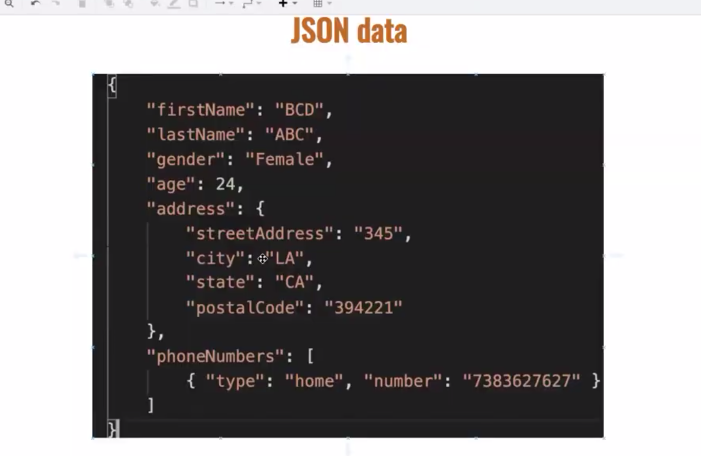 JSON data
{
"firstName": "BCD",
"lastName": "ABC",
"gender": "Female",
"age": 24,
"address": {
"streetAddress": "345",
"city": "LA",
"state": "CA",
"postalCode": "394221"
},
"phoneNumbers": [
{ "type": "home", "number": "7383627627" }
]
}